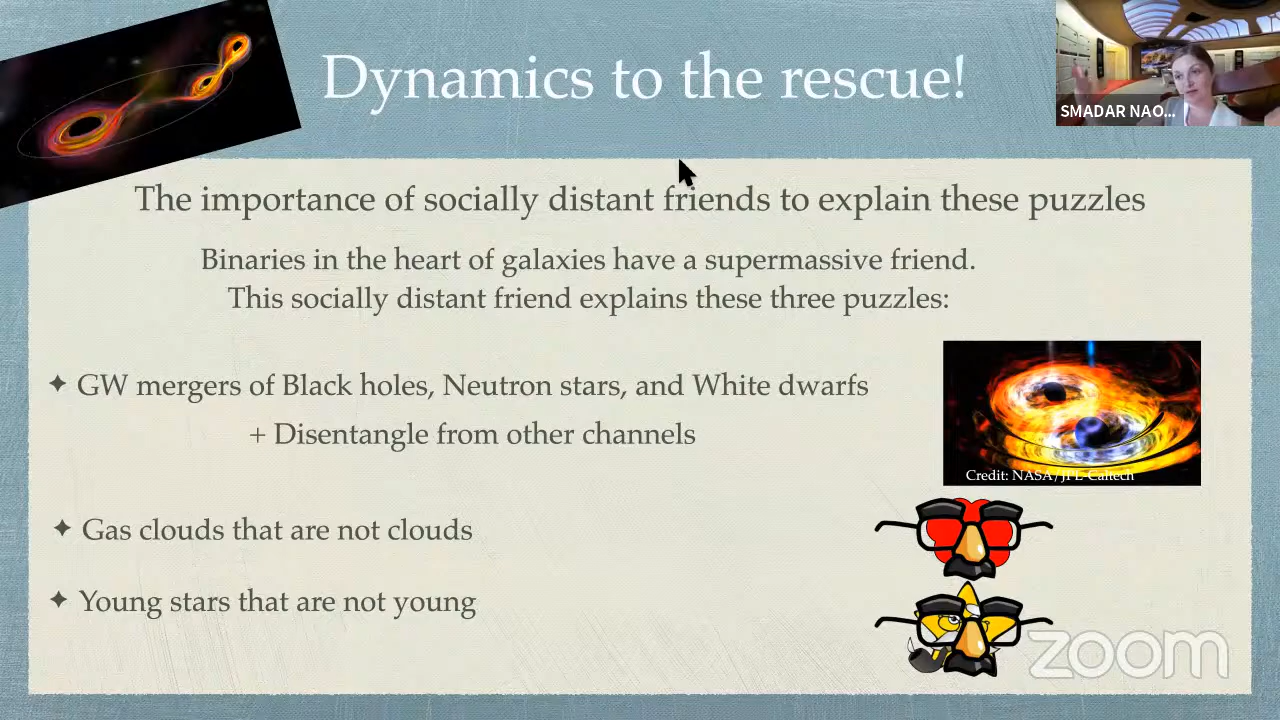 Dynamics to the rescue!
SMADAR NAO...
The importance of socially distant friends to explain these puzzles
Binaries in the heart of galaxies have a supermassive friend.
This socially distant friend explains these three puzzles:
✦ GW mergers of Black holes, Neutron stars, and White dwarfs
+ Disentangle from other channels
Credit: NASA/JPL-Caltech
✦ Gas clouds that are not clouds
✦ Young stars that are not young
zoom